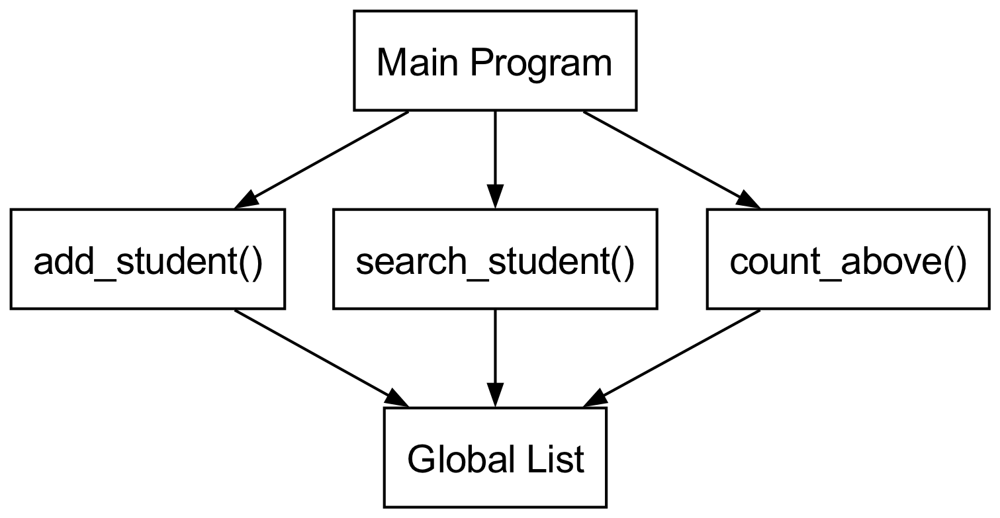 Main Program
add_student()
search_student()
count_above()
Global List